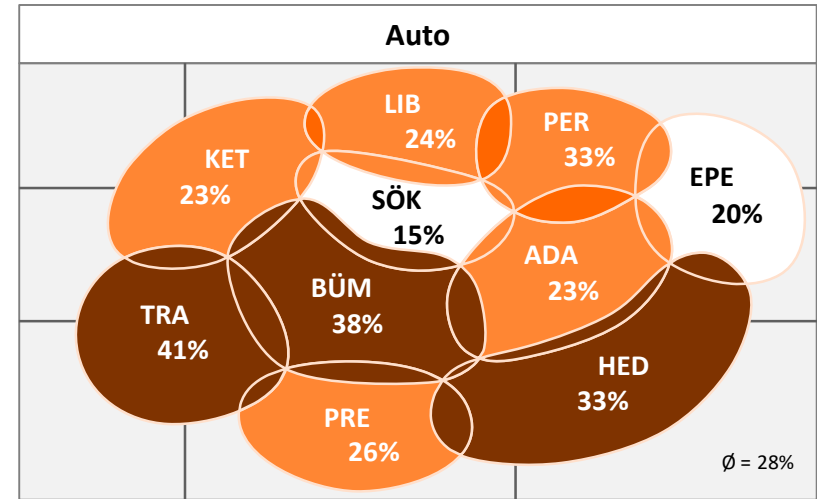 Auto
LIB
24%
PER
33%
KET
23%
EPE
20%
SÖK
15%
ADA
23%
BÜM
38%
TRA
41%
HED
33%
PRE
26%
Ø = 28%